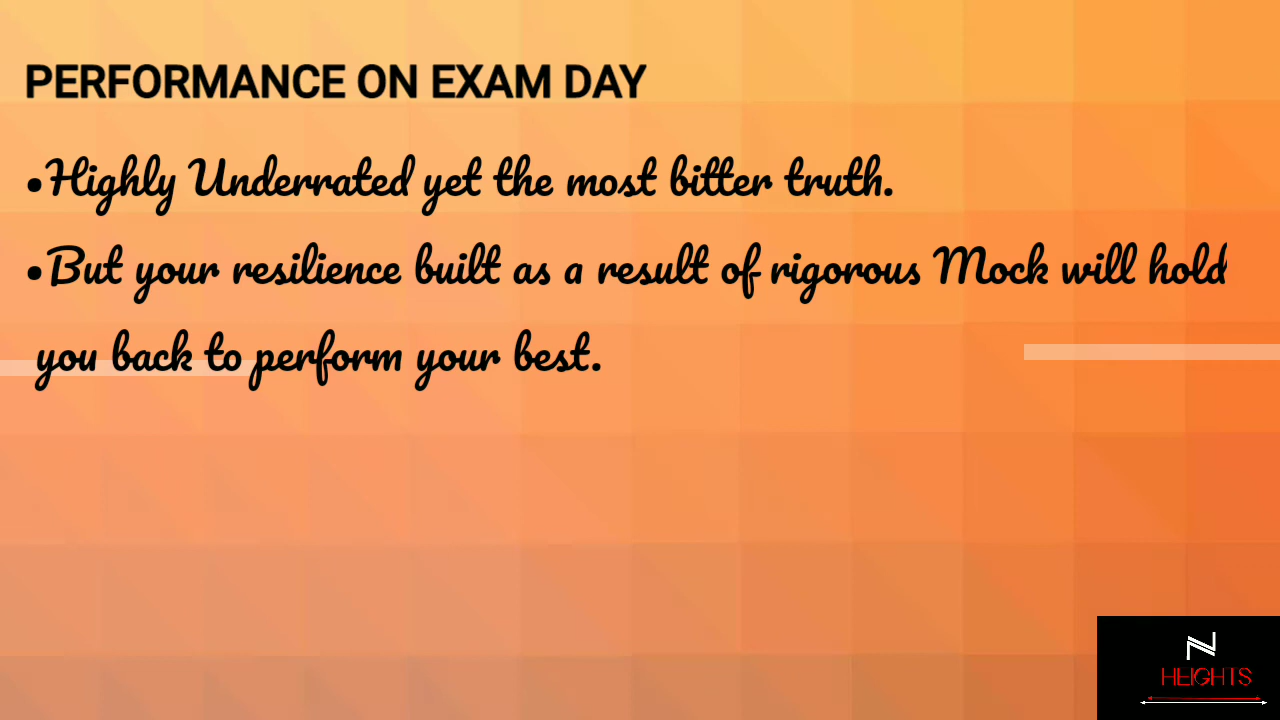 PERFORMANCE ON EXAM DAY
•Highly Underrated yet the most bitter truth.
•But your resilience built as a result of rigorous Mock will hold
you back to perform your best.
N
HEIGHTS